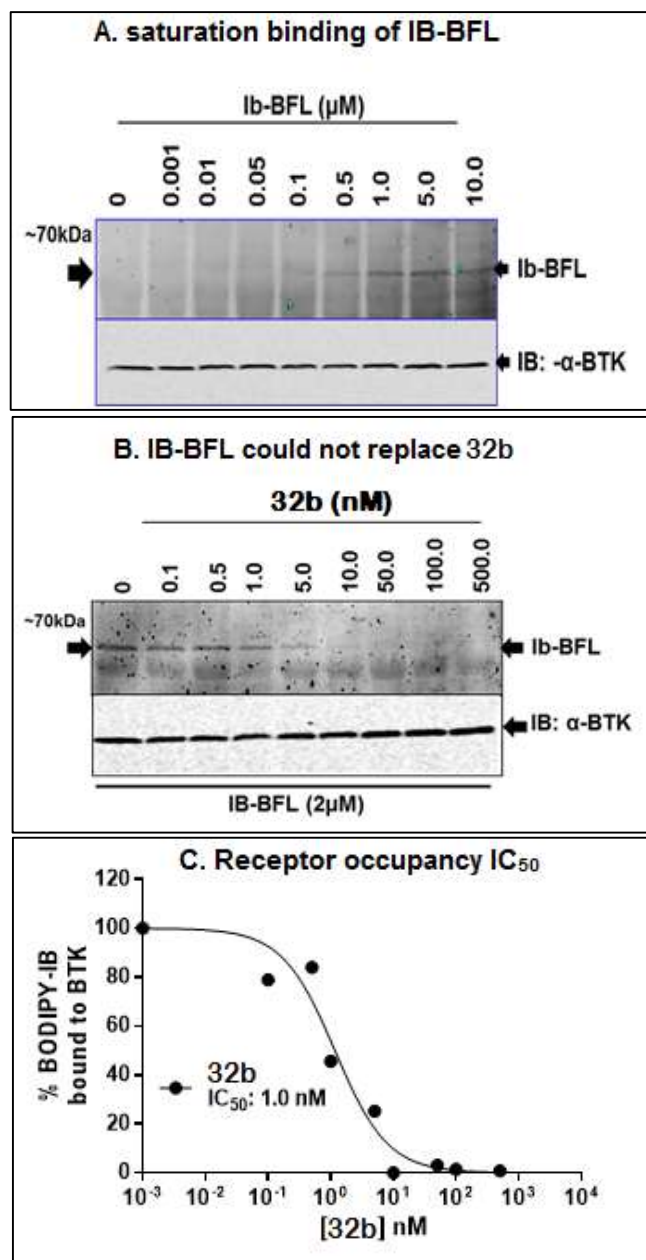 A. saturation binding of IB-BFL
Ib-BFL (µM)
0 0.001 0.01 0.05 0.1 0.5 1.0 5.0 10.0
~70kDa
Ib-BFL
IB: -α-BTK
B. IB-BFL could not replace 32b
32b (nM)
0 0.1 0.5 1.0 5.0 10.0 50.0 100.0 500.0
~70kDa
Ib-BFL
IB: α-BTK
IB-BFL (2µM)
C. Receptor occupancy IC₅₀
% BODIPY-IB
bound to BTK
120
100
80
60
40
20
0
32b
IC₅₀: 1.0 nM
10⁻³ 10⁻² 10⁻¹ 10⁰ 10¹ 10² 10³ 10⁴
[32b] nM